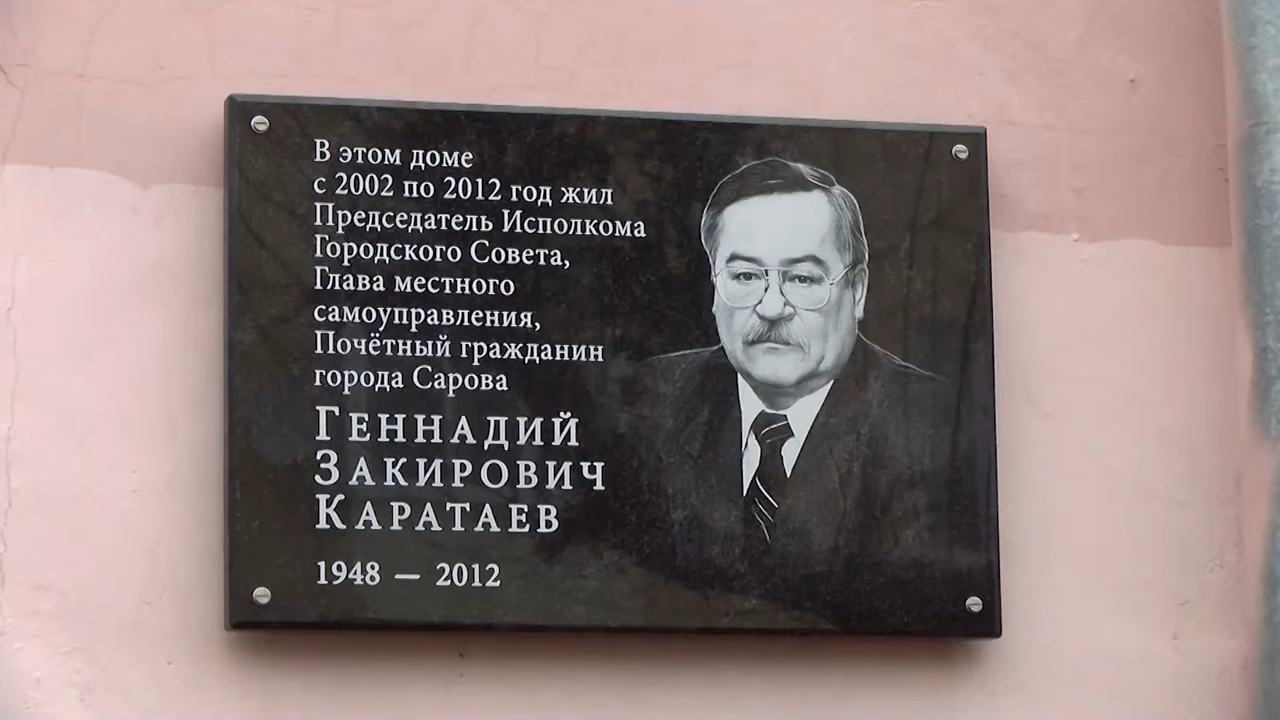 В этом доме
с 2002 по 2012 год жил
Председатель Исполкома
Городского Совета,
Глава местного
самоуправления,
Почётный гражданин
города Сарова
Геннадий
Закирович
Каратаев
1948 — 2012